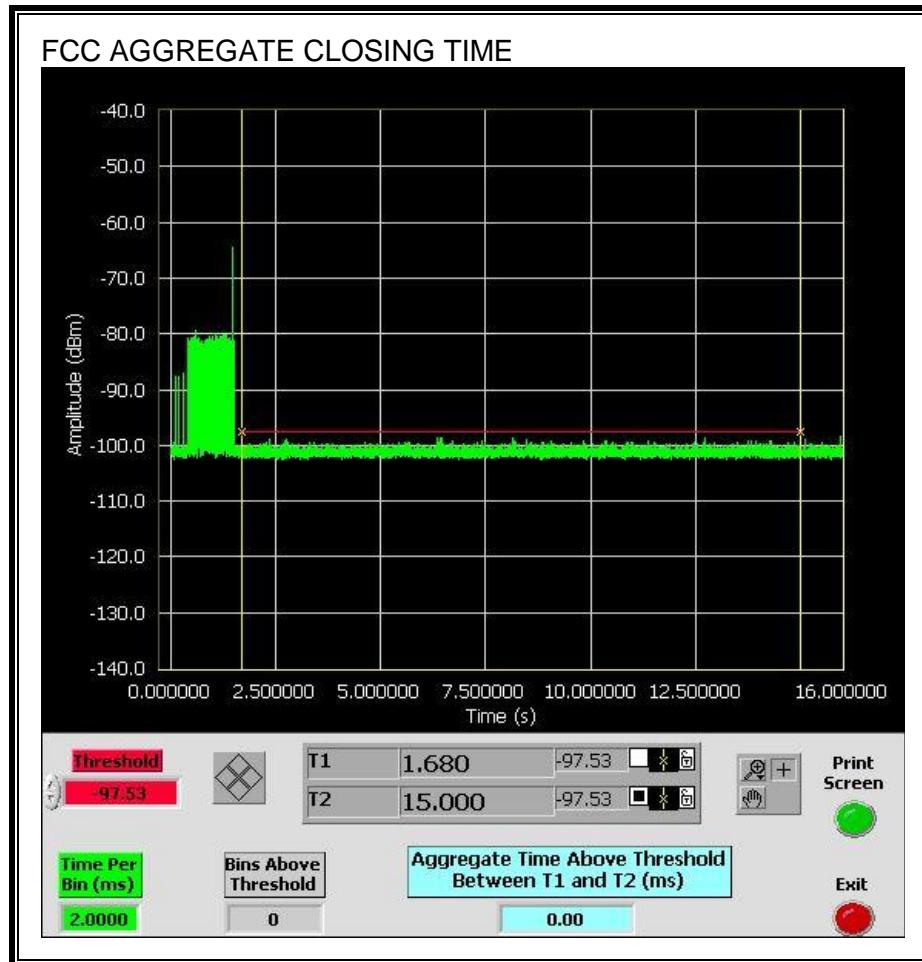 FCC AGGREGATE CLOSING TIME
-40.0
-50.0
-60.0
-70.0
-80.0
-90.0
-100.0
-110.0
-120.0
-130.0
-140.0
Amplitude (dBm)
0.000000 2.500000 5.000000 7.500000 10.000000 12.500000 16.000000
Time (s)
Threshold
-97.53
T1 1.680 -97.53
T2 15.000 -97.53
Print
Screen
Time Per
Bin (ms)
2.0000
Bins Above
Threshold
0
Aggregate Time Above Threshold
Between T1 and T2 (ms)
0.00
Exit